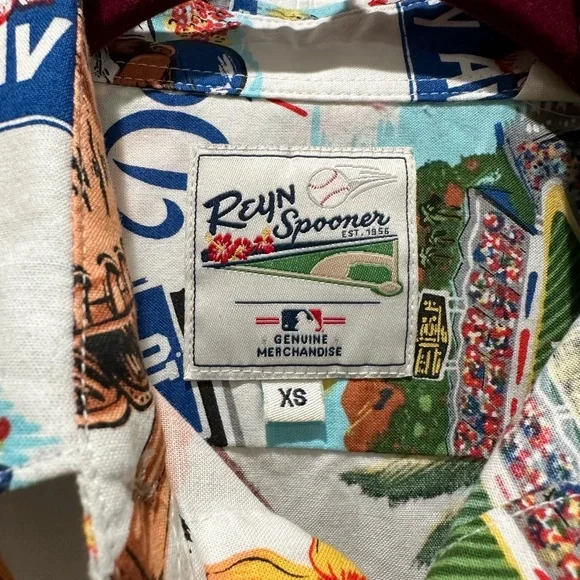 REYN
Spooner
EST. 1956
GENUINE
MERCHANDISE
XS